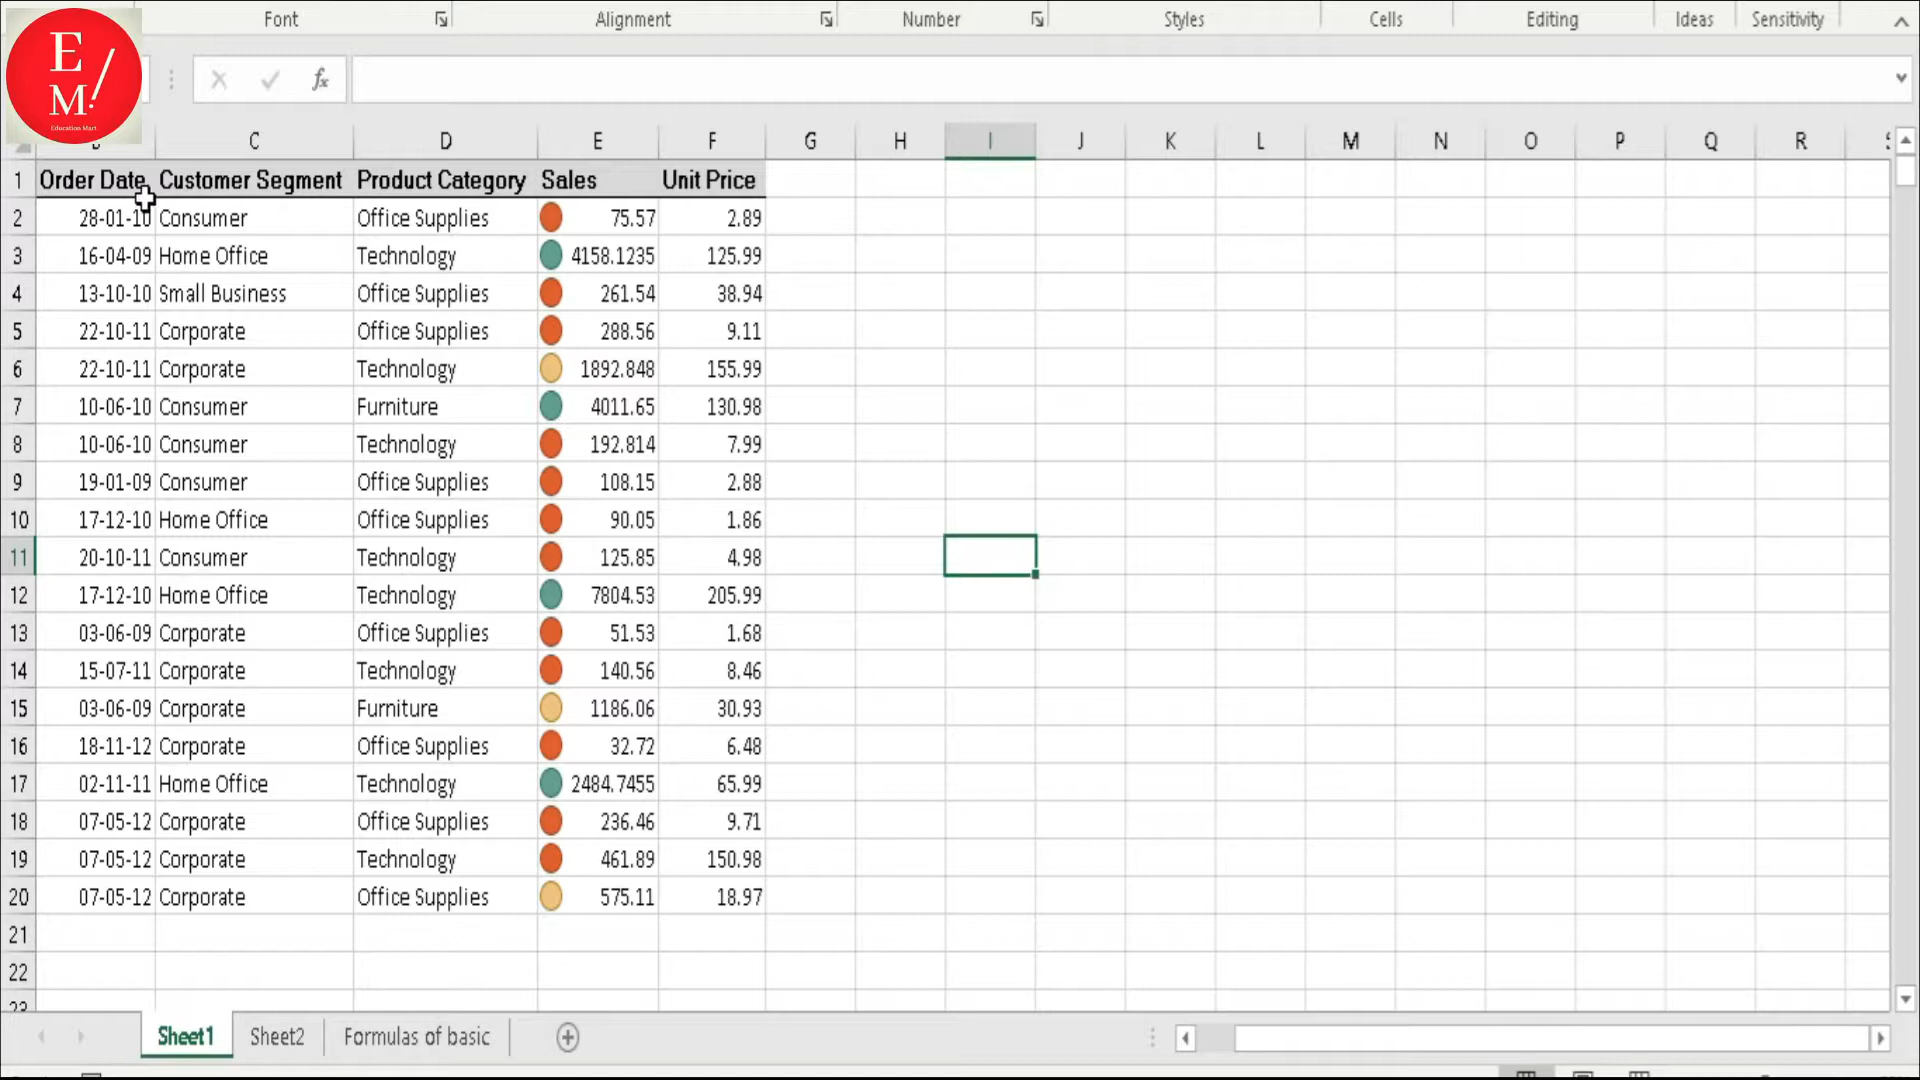 Font Alignment Number Styles Cells Editing Ideas Sensitivity
E
M!
Education Mart
fx
C D E F G H I J K L M N O P Q R
1 Order Date Customer Segment Product Category Sales Unit Price
2 28-01-10 Consumer Office Supplies 75.57 2.89
3 16-04-09 Home Office Technology 4158.1235 125.99
4 13-10-10 Small Business Office Supplies 261.54 38.94
5 22-10-11 Corporate Office Supplies 288.56 9.11
6 22-10-11 Corporate Technology 1892.848 155.99
7 10-06-10 Consumer Furniture 4011.65 130.98
8 10-06-10 Consumer Technology 192.814 7.99
9 19-01-09 Consumer Office Supplies 108.15 2.88
10 17-12-10 Home Office Office Supplies 90.05 1.86
11 20-10-11 Consumer Technology 125.85 4.98
12 17-12-10 Home Office Technology 7804.53 205.99
13 03-06-09 Corporate Office Supplies 51.53 1.68
14 15-07-11 Corporate Technology 140.56 8.46
15 03-06-09 Corporate Furniture 1186.06 30.93
16 18-11-12 Corporate Office Supplies 32.72 6.48
17 02-11-11 Home Office Technology 2484.7455 65.99
18 07-05-12 Corporate Office Supplies 236.46 9.71
19 07-05-12 Corporate Technology 461.89 150.98
20 07-05-12 Corporate Office Supplies 575.11 18.97
21
22
23
Sheet1 Sheet2 Formulas of basic